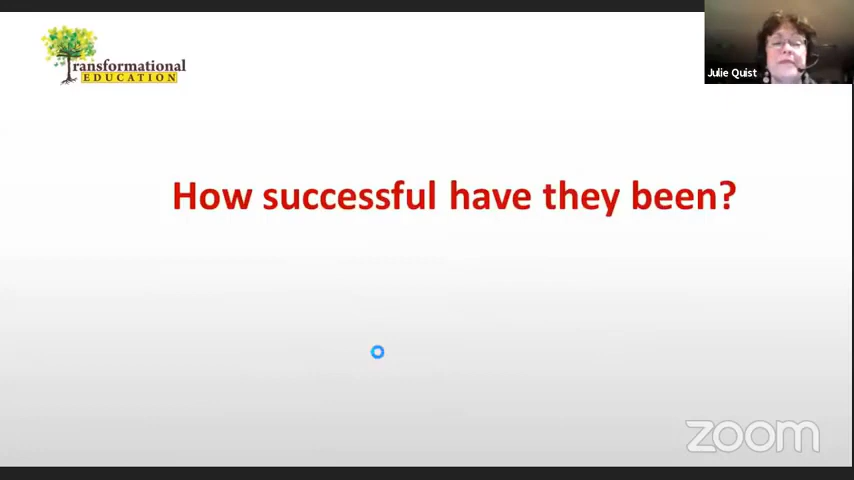 Transformational
EDUCATION
Julie Quist
How successful have they been?
zoom